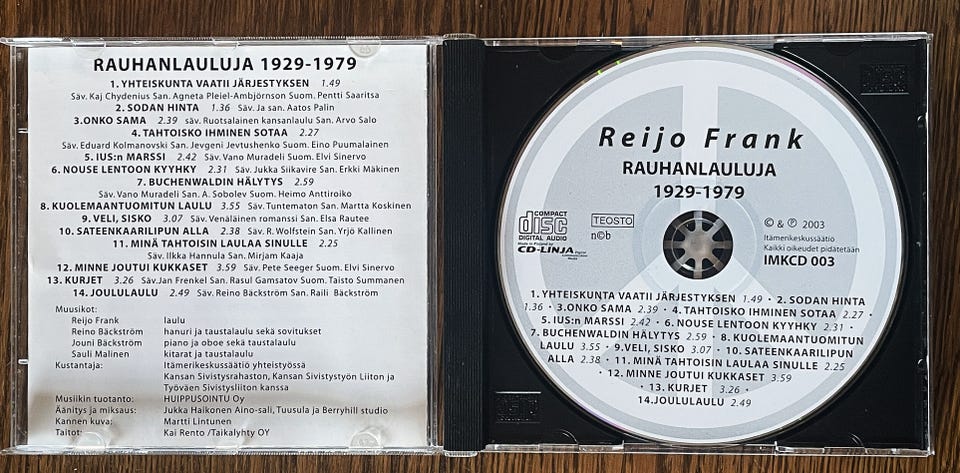 RAUHANLAULUJA 1929-1979
1. YHTEISKUNTA VAATII JÄRJESTYKSEN 1.49
Säv. Kaj Chydenius San. Agneta Pleiel-Ambjörnson Suom. Pentti Saaritsa
2. SODAN HINTA 1.36 Säv. Ja san. Aatos Palin
3.ONKO SAMA 2.39 säv. Ruotsalainen kansanlaulu San. Arvo Salo
4. TAHTOISKO IHMINEN SOTAA 2.27
Säv. Eduard Kolmanovski San. Jevgeni Jevtushenko Suom. Eino Puumalainen
5. IUS:n MARSSI 2.42 Säv. Vano Muradeli Suom. Elvi Sinervo
6. NOUSE LENTOON KYYHKY 2.31 Säv. Jukka Siikavire San. Erkki Mäkinen
7. BUCHENWALDIN HÄLYTYS 2.59
Säv. Vano Muradeli San. A. Sobolev Suom. Heimo Anttiroiko
8. KUOLEMAANTUOMITUN LAULU 3.55 Säv. Tuntematon San. Martta Koskinen
9. VELI, SISKO 3.07 Säv. Venäläinen romanssi San. Elsa Rautee
10. SATEENKAARILIPUN ALLA 2.38 Säv. R. Wolfstein San. Yrjö Kallinen
11. MINÄ TAHTOISIN LAULAA SINULLE 2.25
Säv. Ilkka Hannula San. Mirjam Kaaja
12. MINNE JOUTUI KUKKASET 3.59 Säv. Pete Seeger Suom. Elvi Sinervo
13. KURJET 3.26 Säv.Jan Frenkel San. Rasul Gamsatov Suom. Taisto Summanen
14. JOULULAULU 2.49 Säv. Reino Bäckström San. Raili Bäckström
Muusikot:
Reijo Frank laulu
Reino Bäckström hanuri ja taustalaulu sekä sovitukset
Jouni Bäckström piano ja oboe sekä taustalaulu
Sauli Malinen kitarat ja taustalaulu
Kustantaja: Itämerikeskussäätiö yhteistyössä
Kansan Sivistysrahaston, Kansan Sivistystyön Liiton ja
Työväen Sivistysliiton kanssa
Musiikin tuotanto: HUIPPUSOINTU Oy
Äänitys ja miksaus: Jukka Haikonen Aino-sali, Tuusula ja Berryhill studio
Kannen kuva: Martti Lintunen
Taitot: Kai Rento /Taikalyhty OY
Reijo Frank
RAUHANLAULUJA
1929-1979
COMPACT
disc
DIGITAL AUDIO
Made in Finland by
CD-LINJA
Digital
Communication
Media
TEOSTO
n©b
© & ℗ 2003
Itämerikeskussäätiö
Kaikki oikeudet pidätetään
IMKCD 003
1. YHTEISKUNTA VAATII JÄRJESTYKSEN 1.49 · 2. SODAN HINTA
1.36 · 3.ONKO SAMA 2.39 · 4. TAHTOISKO IHMINEN SOTAA 2.27 ·
5. IUS:n MARSSI 2.42 · 6. NOUSE LENTOON KYYHKY 2.31 ·
7. BUCHENWALDIN HÄLYTYS 2.59 · 8. KUOLEMAANTUOMITUN
LAULU 3.55 · 9.VELI, SISKO 3.07 · 10. SATEENKAARILIPUN
ALLA 2.38 · 11. MINÄ TAHTOISIN LAULAA SINULLE 2.25
· 12. MINNE JOUTUI KUKKASET 3.59
· 13. KURJET 3.26 ·
14.JOULULAULU 2.49